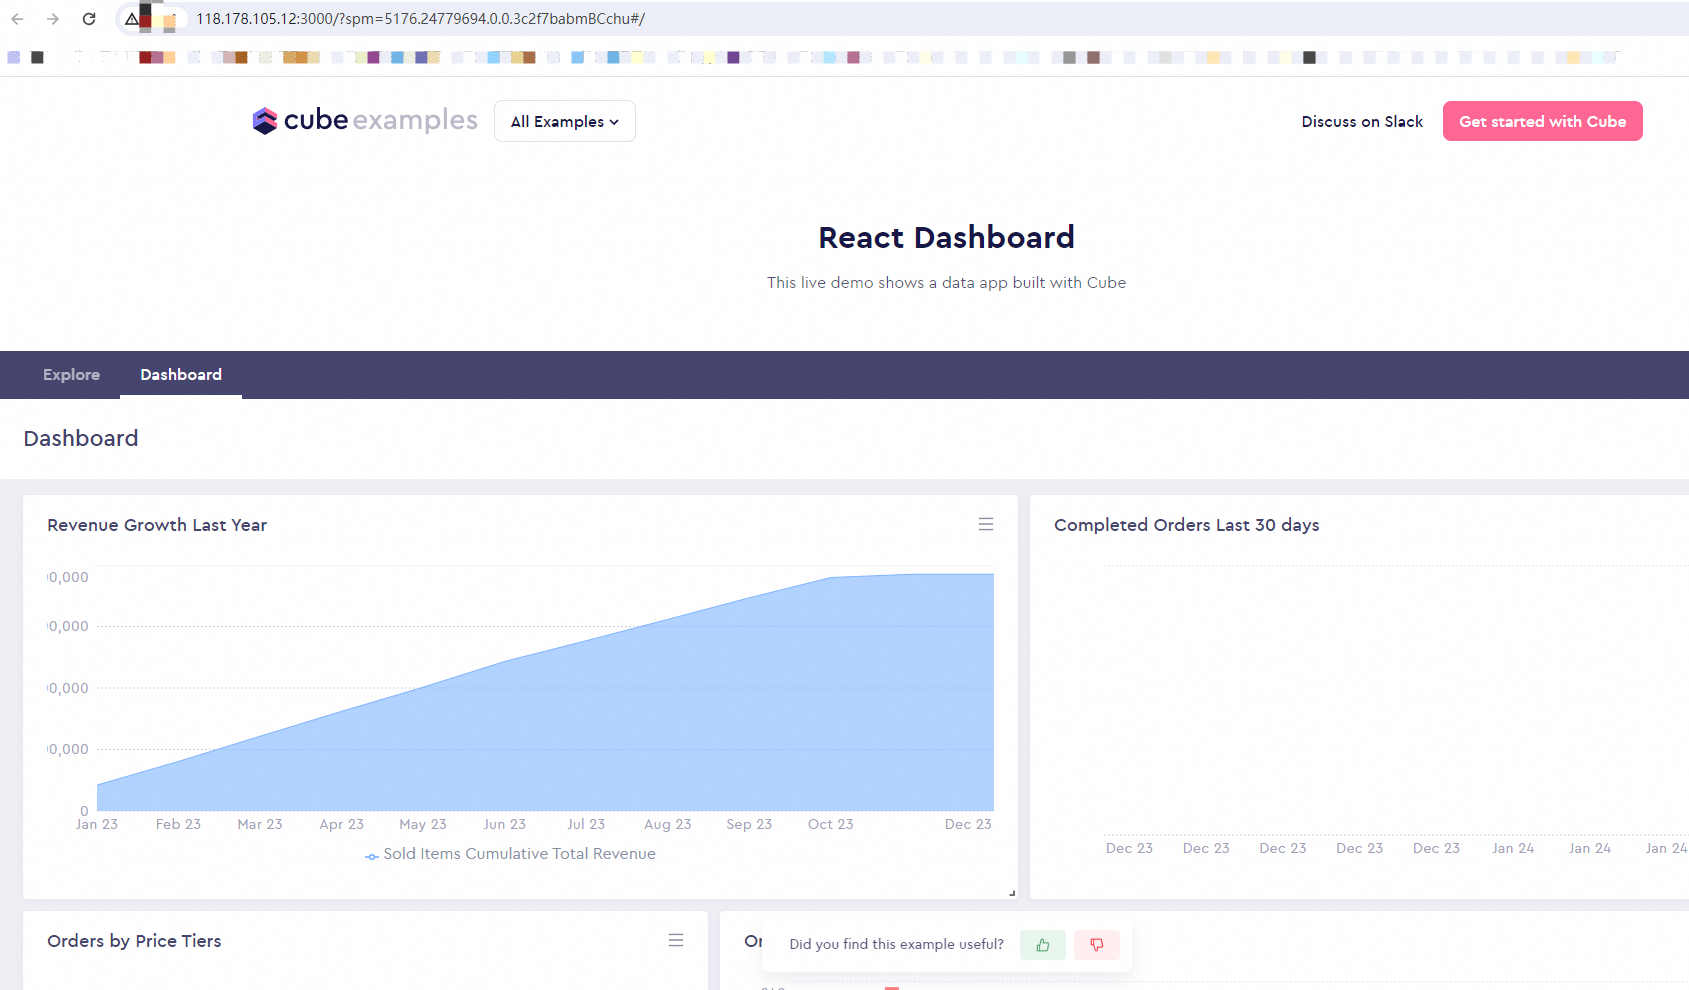 118.178.105.12:3000/?spm=5176.24779694.0.0.3c2f7babmBCchu#/
cube examples
All Examples
Discuss on Slack
Get started with Cube
React Dashboard
This live demo shows a data app built with Cube
Explore
Dashboard
Dashboard
Revenue Growth Last Year
0,000
0,000
0,000
0,000
0
Jan 23 Feb 23 Mar 23 Apr 23 May 23 Jun 23 Jul 23 Aug 23 Sep 23 Oct 23 Dec 23
Sold Items Cumulative Total Revenue
Completed Orders Last 30 days
Dec 23 Dec 23 Dec 23 Dec 23 Dec 23 Jan 24 Jan 24 Jan 24
Orders by Price Tiers
Or
Did you find this example useful?